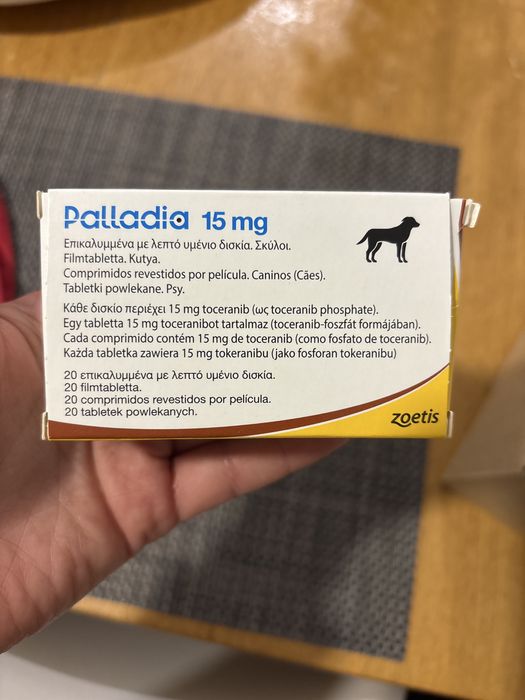 Palladia 15 mg
Επικαλυμμένα με λεπτό υμένιο δισκία. Σκύλοι.
Filmtabletta. Kutya.
Comprimidos revestidos por película. Caninos (Cães).
Tabletki powlekane. Psy.
Κάθε δισκίο περιέχει 15 mg toceranib (ως toceranib phosphate).
Egy tabletta 15 mg toceranibot tartalmaz (toceranib-foszfát formájában).
Cada comprimido contém 15 mg de toceranib (como fosfato de toceranib).
Każda tabletka zawiera 15 mg tokeranibu (jako fosforan tokeranibu)
20 επικαλυμμένα με λεπτό υμένιο δισκία.
20 filmtabletta.
20 comprimidos revestidos por película.
20 tabletek powlekanych.
zoetis